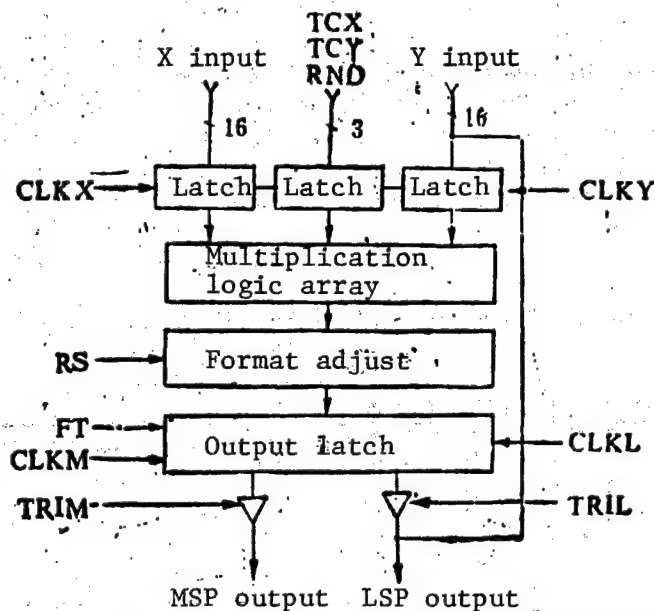 TCX
TCY
RND
X input
Y input
16
3
16
CLKX
Latch
Latch
Latch
CLKY
Multiplication
logic array
RS
Format adjust
FT
CLKM
Output latch
CLKL
TRIM
TRIL
MSP output
LSP output